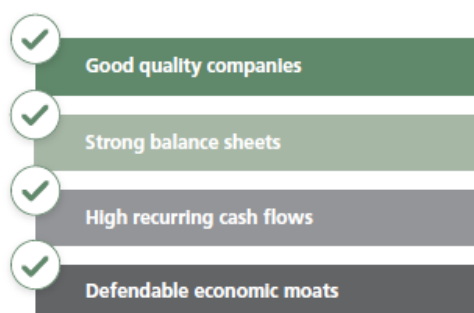 Good quality companies
Strong balance sheets
High recurring cash flows
Defendable economic moats